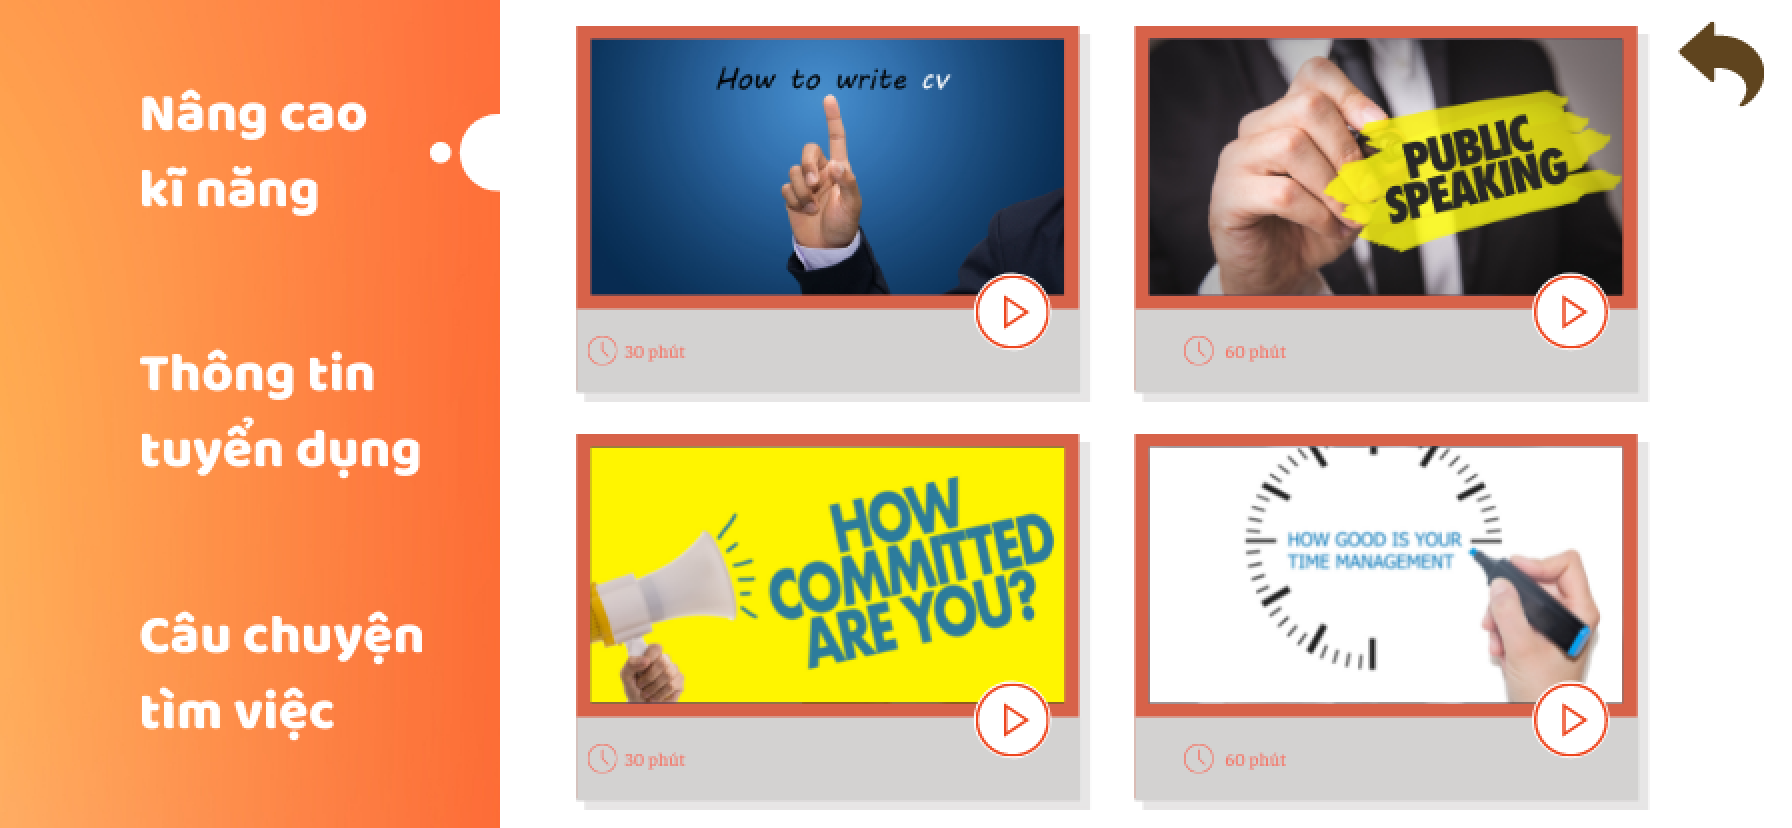 Nâng cao
kĩ năng
Thông tin
tuyển dụng
Câu chuyện
tìm việc
How to write cv
30 phút
PUBLIC
SPEAKING
60 phút
HOW
COMMITTED
ARE YOU?
30 phút
HOW GOOD IS YOUR
TIME MANAGEMENT
60 phút